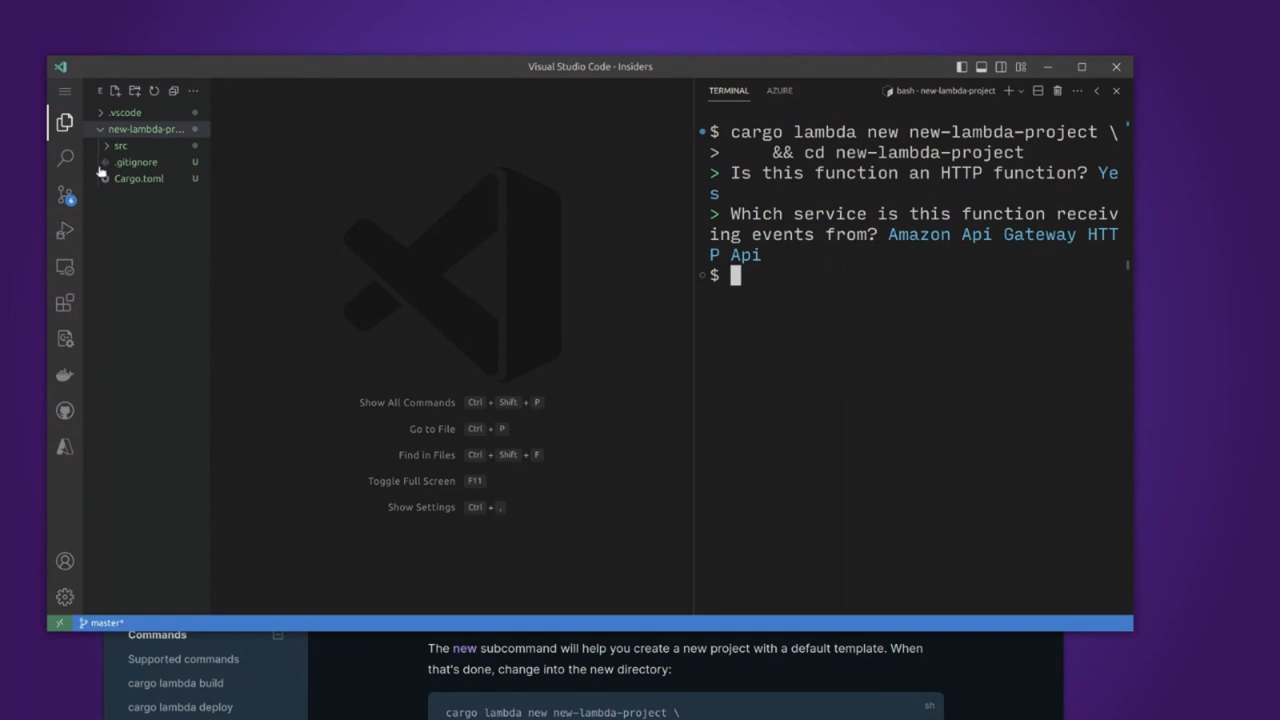 Visual Studio Code - Insiders
E
.vscode
new-lambda-pr...
src
.gitignore U
Cargo.toml U
Show All Commands Ctrl + Shift + P
Go to File Ctrl + P
Find in Files Ctrl + Shift + F
Toggle Full Screen F11
Show Settings Ctrl + ,
TERMINAL AZURE
bash - new-lambda-project
$ cargo lambda new new-lambda-project \
> && cd new-lambda-project
> Is this function an HTTP function? Ye
s
> Which service is this function receiv
ing events from? Amazon Api Gateway HTT
P Api
$
master*
Commands
Supported commands
cargo lambda build
cargo lambda deploy
The new subcommand will help you create a new project with a default template. When
that's done, change into the new directory:
sh
cargo lambda new new-lambda-project \